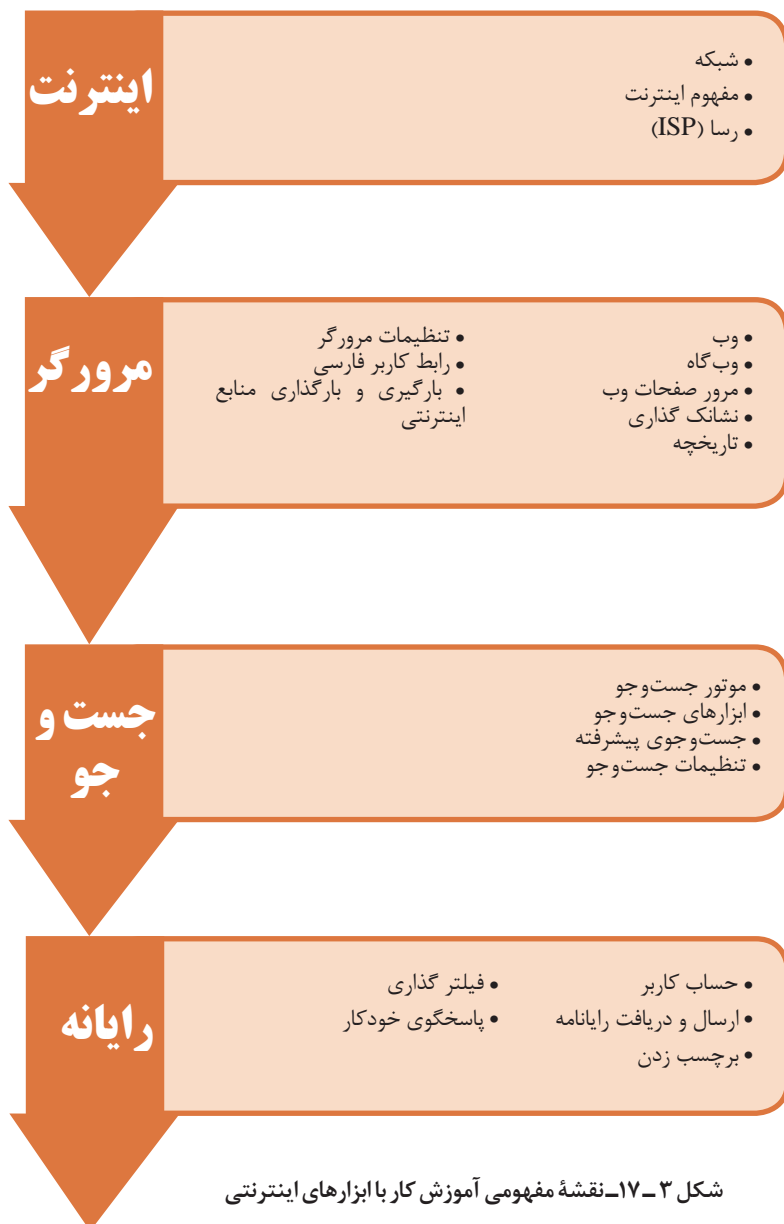 اینترنت
• شبکه
• مفهوم اینترنت
• رسا (ISP)
مرورگر
• وب
• وب‌گاه
• مرور صفحات وب
• نشانک گذاری
• تاریخچه
• تنظیمات مرورگر
• رابط کاربر فارسی
• بارگیری و بارگذاری منابع
اینترنتی
جست و
جو
• موتور جست‌وجو
• ابزارهای جست‌وجو
• جست‌وجوی پیشرفته
• تنظیمات جست‌وجو
رایانه
• حساب کاربر
• ارسال و دریافت رایانامه
• برچسب زدن
• فیلتر گذاری
• پاسخگوی خودکار
شکل ۳ ــ ۱۷ــ نقشهٔ مفهومی آموزش کار با ابزارهای اینترنتی